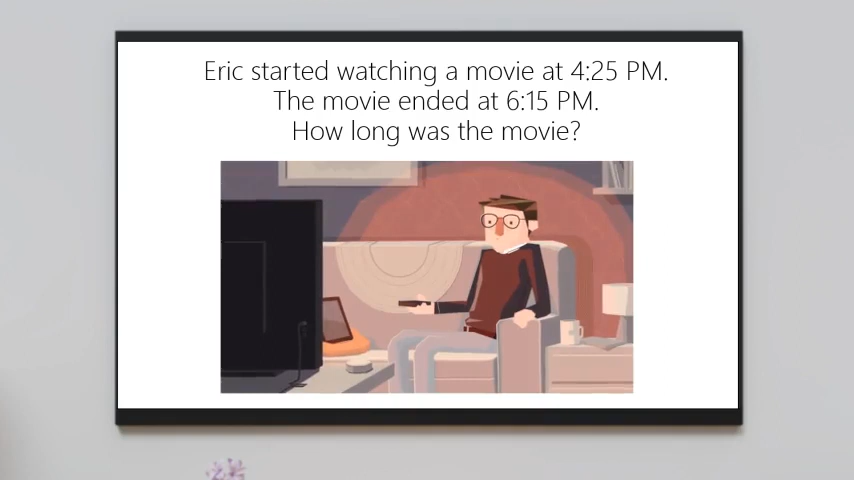 Eric started watching a movie at 4:25 PM.
The movie ended at 6:15 PM.
How long was the movie?